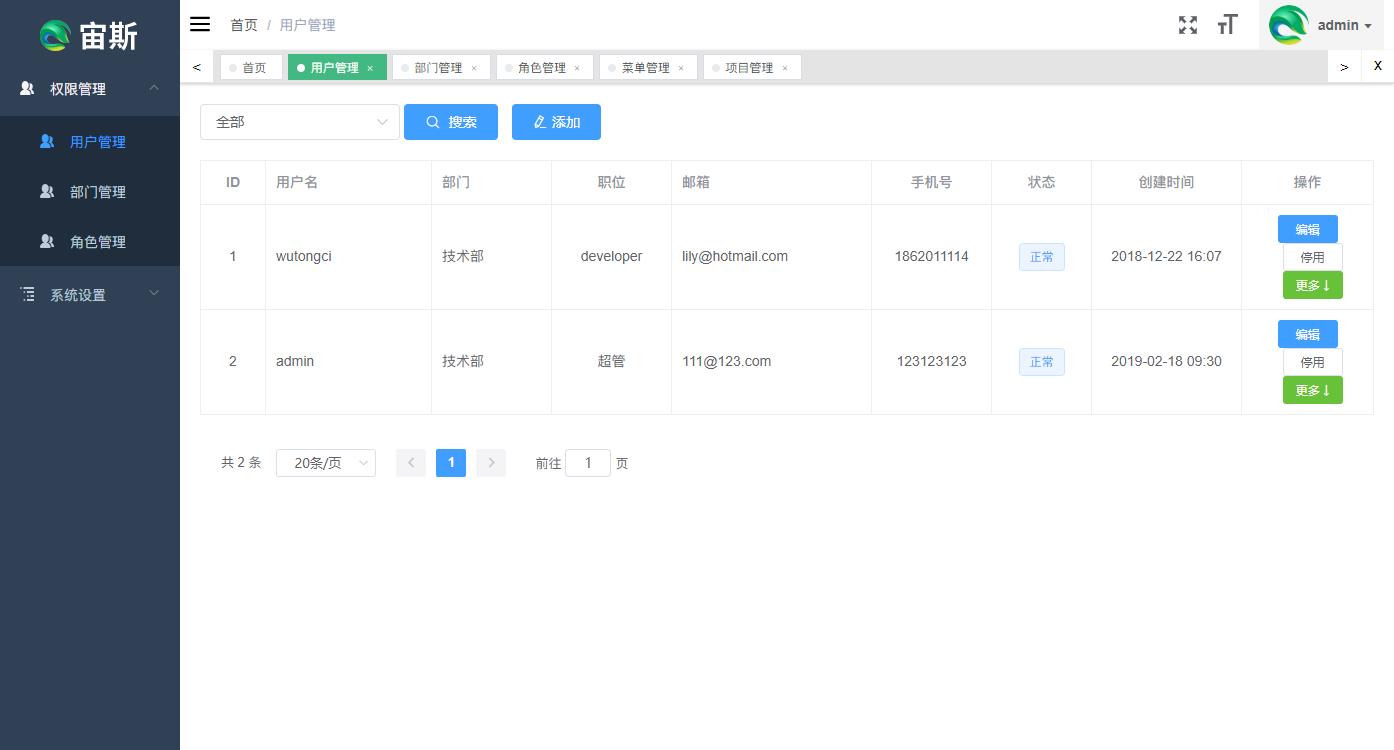 宙斯
权限管理
用户管理
部门管理
角色管理
系统设置
首页 / 用户管理
admin
< 首页 用户管理 × 部门管理 × 角色管理 × 菜单管理 × 项目管理 × > X
全部 搜索 添加
ID 用户名 部门 职位 邮箱 手机号 状态 创建时间 操作
1 wutongci 技术部 developer lily@hotmail.com 1862011114 正常 2018-12-22 16:07 编辑
停用
更多↓
2 admin 技术部 超管 111@123.com 123123123 正常 2019-02-18 09:30 编辑
停用
更多↓
共 2 条 20条/页 < 1 > 前往 1 页